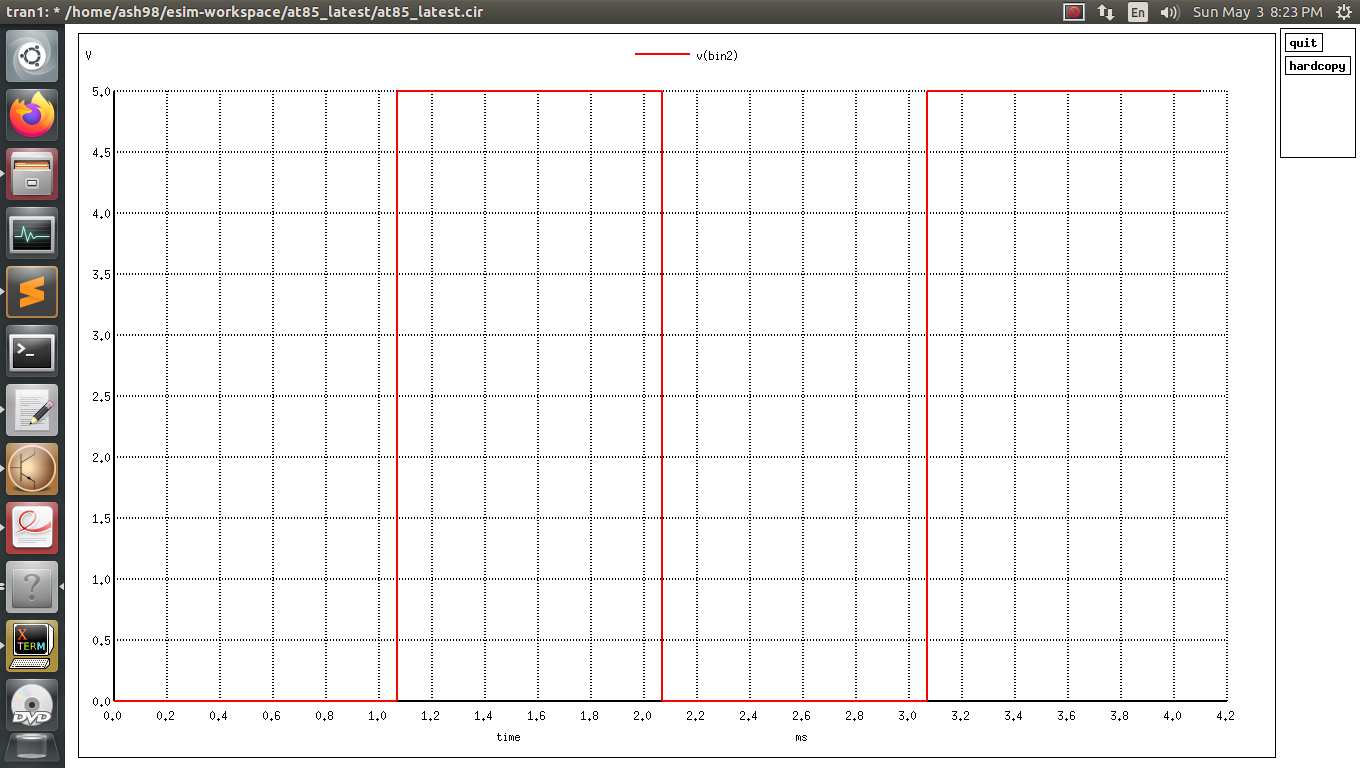 tran1: * /home/ash98/esim-workspace/at85_latest/at85_latest.cir
En
Sun May 3 8:23 PM
quit
hardcopy
V
v(bin2)
5.0
4.5
4.0
3.5
3.0
2.5
2.0
1.5
1.0
0.5
0.0
0.0 0.2 0.4 0.6 0.8 1.0 1.2 1.4 1.6 1.8 2.0 2.2 2.4 2.6 2.8 3.0 3.2 3.4 3.6 3.8 4.0 4.2
time ms
>_
?
X
TERM
DVD